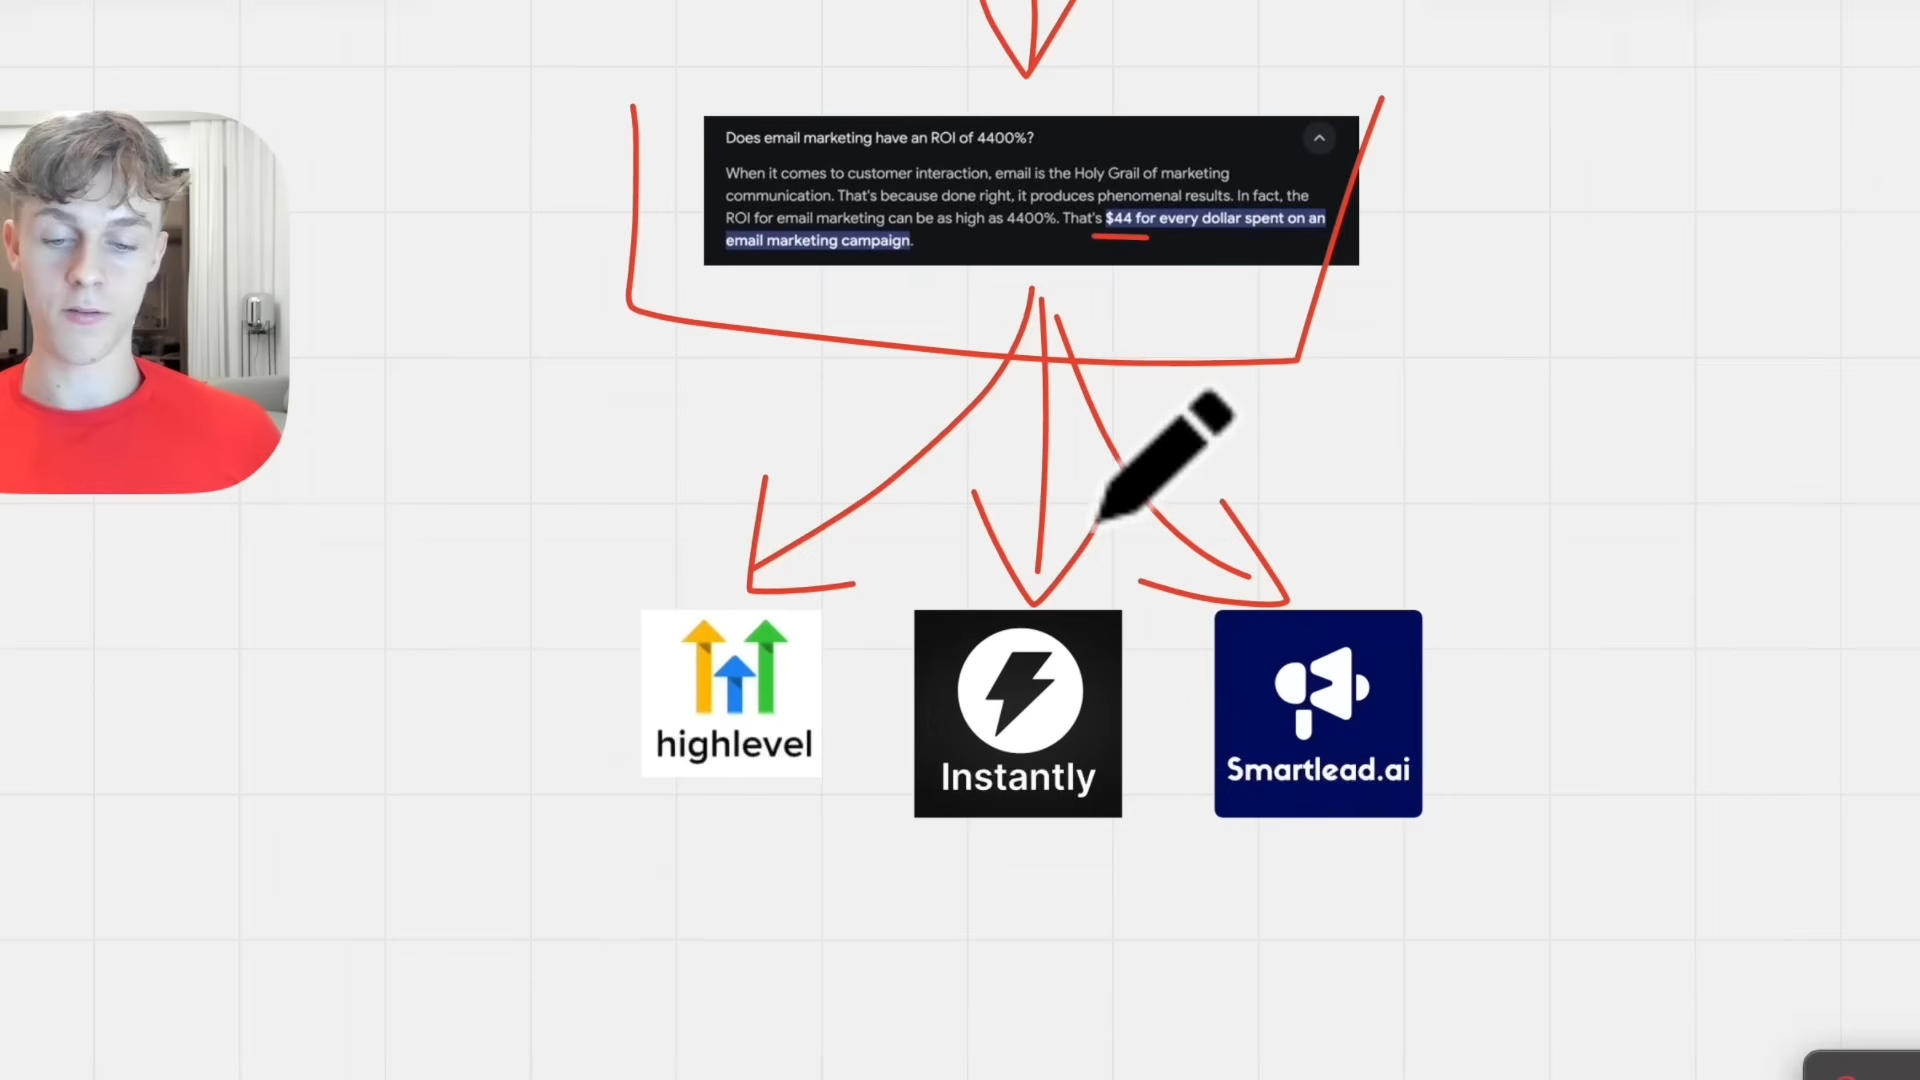 Does email marketing have an ROI of 4400%?
When it comes to customer interaction, email is the Holy Grail of marketing
communication. That's because done right, it produces phenomenal results. In fact, the
ROI for email marketing can be as high as 4400%. That's $44 for every dollar spent on an
email marketing campaign.
highlevel
Instantly
Smartlead.ai